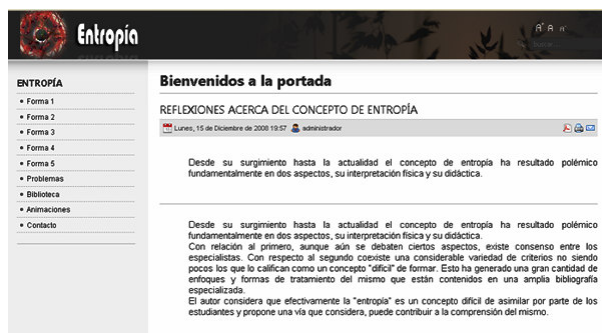 Entropía
A+ A A-
buscar...
ENTROPÍA
Forma 1
Forma 2
Forma 3
Forma 4
Forma 5
Problemas
Biblioteca
Animaciones
Contacto
Bienvenidos a la portada
REFLEXIONES ACERCA DEL CONCEPTO DE ENTROPÍA
Lunes, 15 de Diciembre de 2008 19:57 administrador
Desde su surgimiento hasta la actualidad el concepto de entropía ha resultado polémico
fundamentalmente en dos aspectos, su interpretación física y su didáctica.
Desde su surgimiento hasta la actualidad el concepto de entropía ha resultado polémico
fundamentalmente en dos aspectos, su interpretación física y su didáctica.
Con relación al primero, aunque aún se debaten ciertos aspectos, existe consenso entre los
especialistas. Con respecto al segundo coexiste una considerable variedad de criterios no siendo
pocos los que lo califican como un concepto "difícil" de formar. Esto ha generado una gran cantidad de
enfoques y formas de tratamiento del mismo que están contenidos en una amplia bibliografía
especializada.
El autor considera que efectivamente la "entropía" es un concepto difícil de asimilar por parte de los
estudiantes y propone una vía que considera, puede contribuir a la comprensión del mismo.